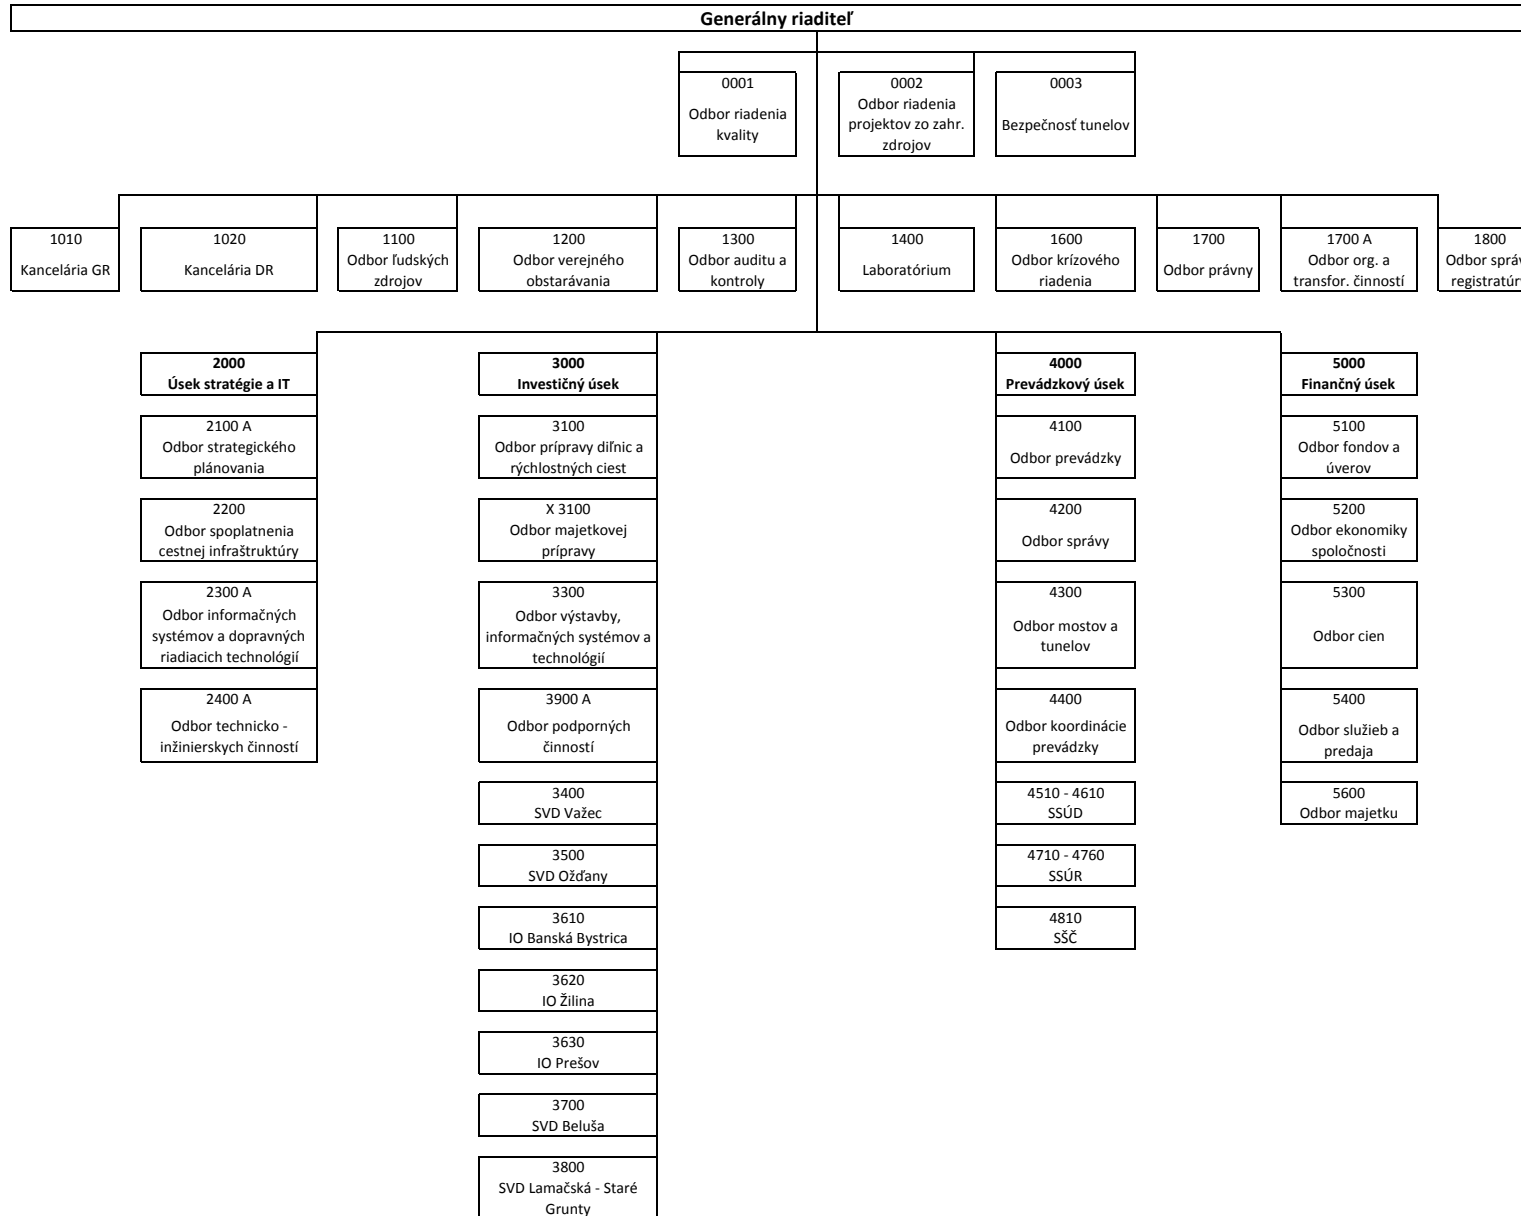 Generálny riaditeľ
0001
Odbor riadenia
kvality
0002
Odbor riadenia
projektov zo zahr.
zdrojov
0003
Bezpečnosť tunelov
1010
Kancelária GR
1020
Kancelária DR
1100
Odbor ľudských
zdrojov
1200
Odbor verejného
obstarávania
1300
Odbor auditu a
kontroly
1400
Laboratórium
1600
Odbor krízového
riadenia
1700
Odbor právny
1700 A
Odbor org. a
transfor. činností
1800
Odbor správ
registratúr
2000
Úsek stratégie a IT
2100 A
Odbor strategického
plánovania
2200
Odbor spoplatnenia
cestnej infraštruktúry
2300 A
Odbor informačných
systémov a dopravných
riadiacich technológií
2400 A
Odbor technicko -
inžinierskych činností
3000
Investičný úsek
3100
Odbor prípravy diľnic a
rýchlostných ciest
X 3100
Odbor majetkovej
prípravy
3300
Odbor výstavby,
informačných systémov a
technológií
3900 A
Odbor podporných
činností
3400
SVD Važec
3500
SVD Ožďany
3610
IO Banská Bystrica
3620
IO Žilina
3630
IO Prešov
3700
SVD Beluša
3800
SVD Lamačská - Staré
Grunty
4000
Prevádzkový úsek
4100
Odbor prevádzky
4200
Odbor správy
4300
Odbor mostov a
tunelov
4400
Odbor koordinácie
prevádzky
4510 - 4610
SSÚD
4710 - 4760
SSÚR
4810
SŠČ
5000
Finančný úsek
5100
Odbor fondov a
úverov
5200
Odbor ekonomiky
spoločnosti
5300
Odbor cien
5400
Odbor služieb a
predaja
5600
Odbor majetku